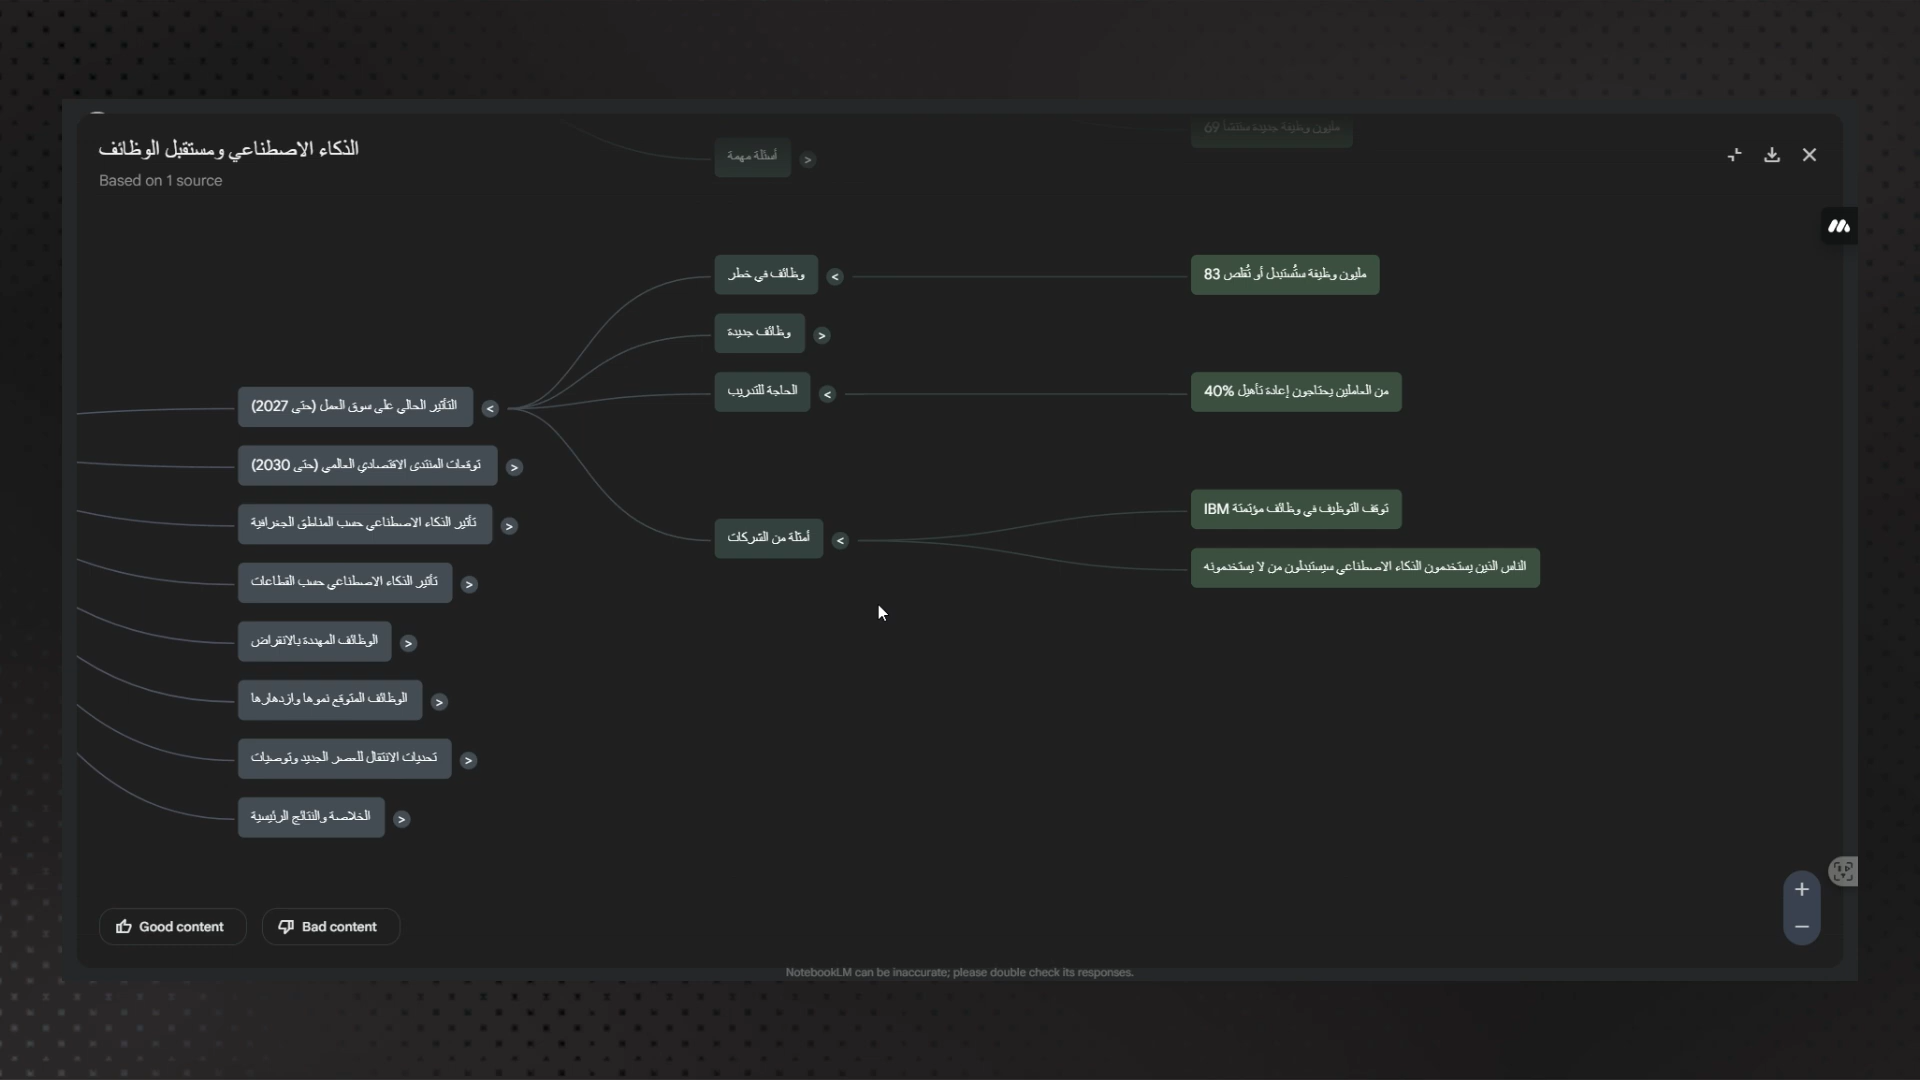 الذكاء الاصطناعي ومستقبل الوظائف
Based on 1 source
أسئلة مهمة
69 مليون وظيفة جديدة ستنشأ
وظائف في خطر
83 مليون وظيفة ستُستبدل أو تُقلص
وظائف جديدة
الحاجة للتدريب
40% من العاملين يحتاجون إعادة تأهيل
التأثير الحالي على سوق العمل (حتى 2027)
توقعات المنتدى الاقتصادي العالمي (حتى 2030)
تأثير الذكاء الاصطناعي حسب المناطق الجغرافية
أمثلة من الشركات
IBM توقف التوظيف في وظائف مؤتمتة
الناس الذين يستخدمون الذكاء الاصطناعي سيستبدلون من لا يستخدمونه
تأثير الذكاء الاصطناعي حسب القطاعات
الوظائف المهددة بالانقراض
الوظائف المتوقع نموها وازدهارها
تحديات الانتقال للعصر الجديد وتوصيات
الخلاصة والنتائج الرئيسية
Good content
Bad content
NotebookLM can be inaccurate; please double check its responses.